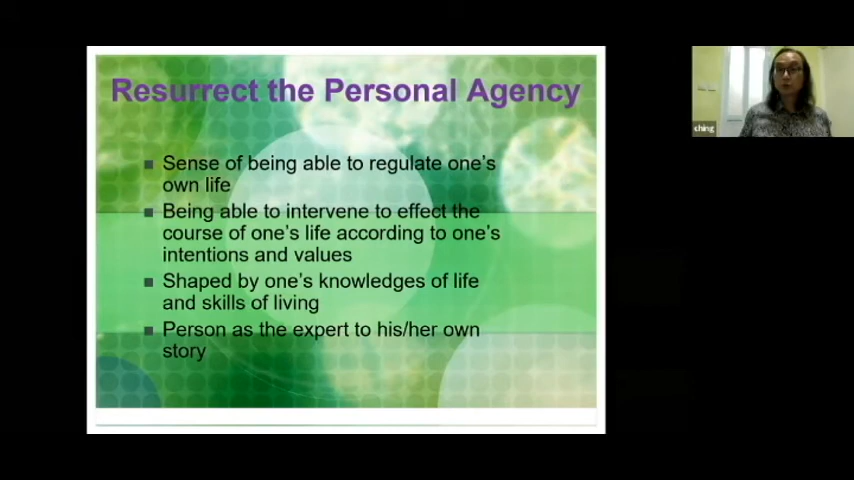 Resurrect the Personal Agency
Sense of being able to regulate one's
own life
Being able to intervene to effect the
course of one's life according to one's
intentions and values
Shaped by one's knowledges of life
and skills of living
Person as the expert to his/her own
story
ching